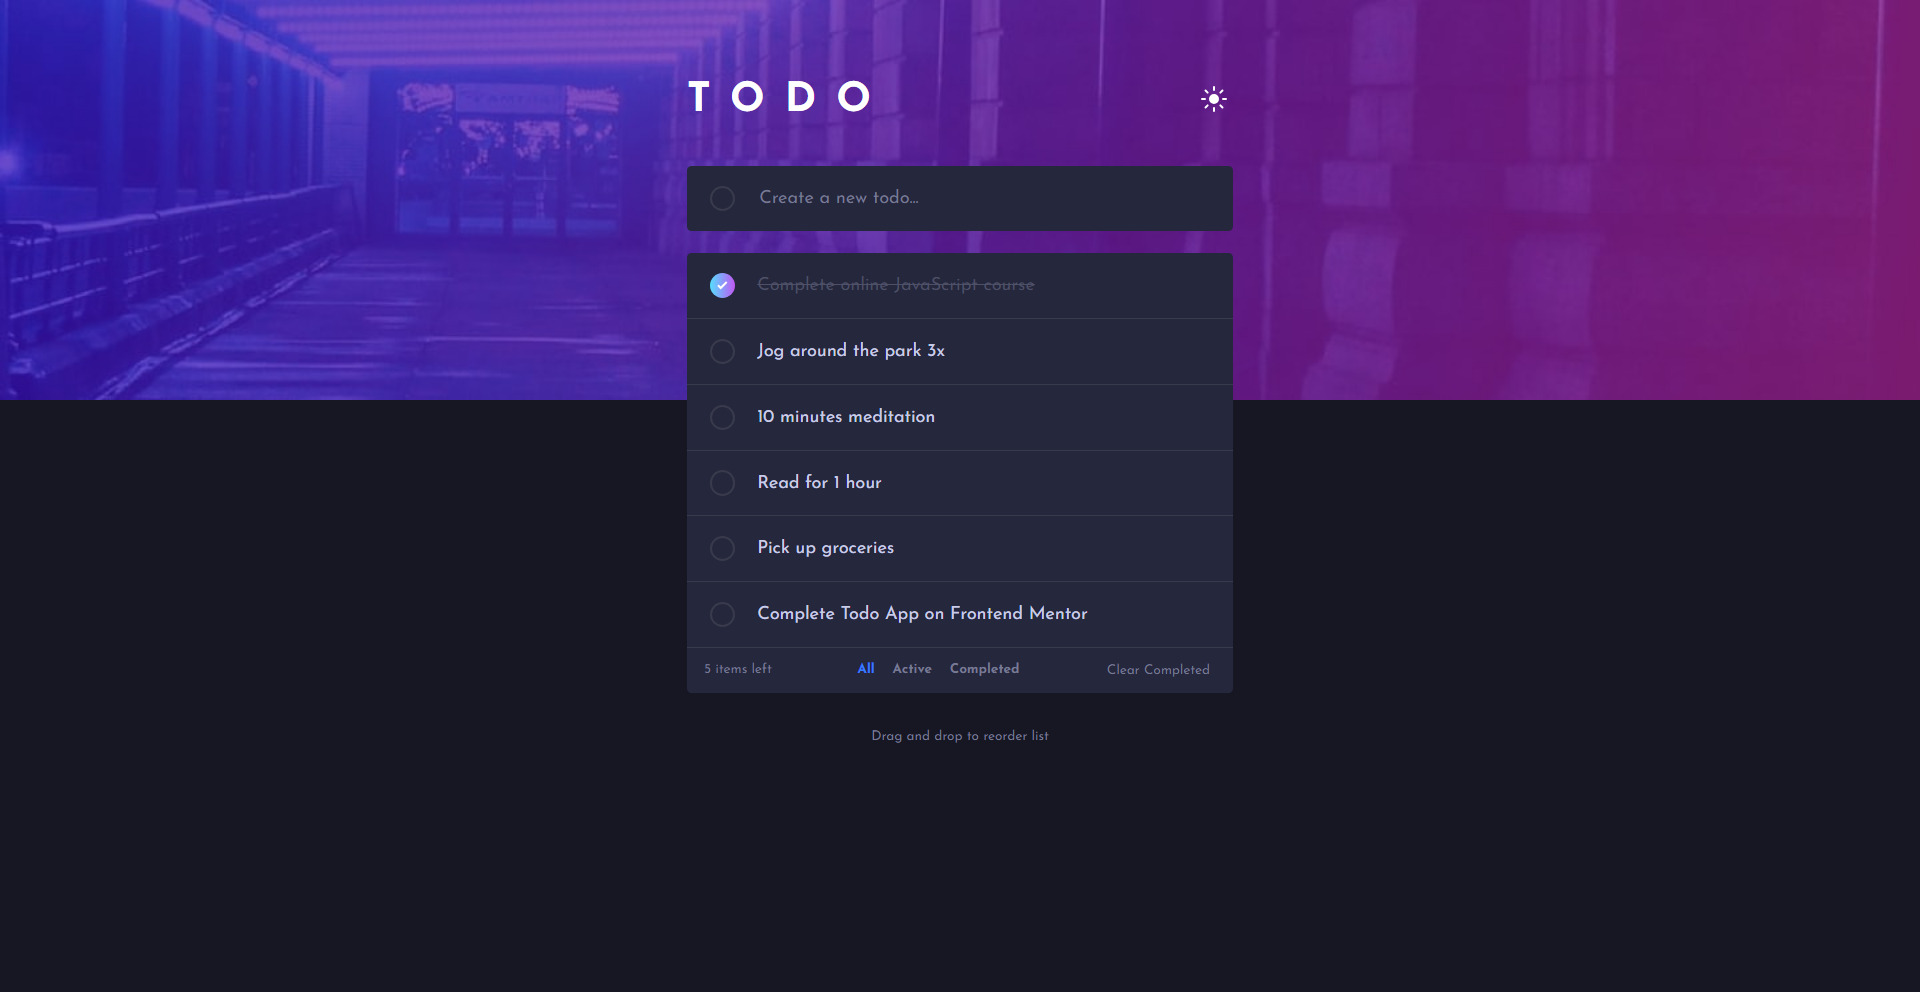 TODO
Create a new todo...
Complete online JavaScript course
Jog around the park 3x
10 minutes meditation
Read for 1 hour
Pick up groceries
Complete Todo App on Frontend Mentor
5 items left All Active Completed Clear Completed
Drag and drop to reorder list